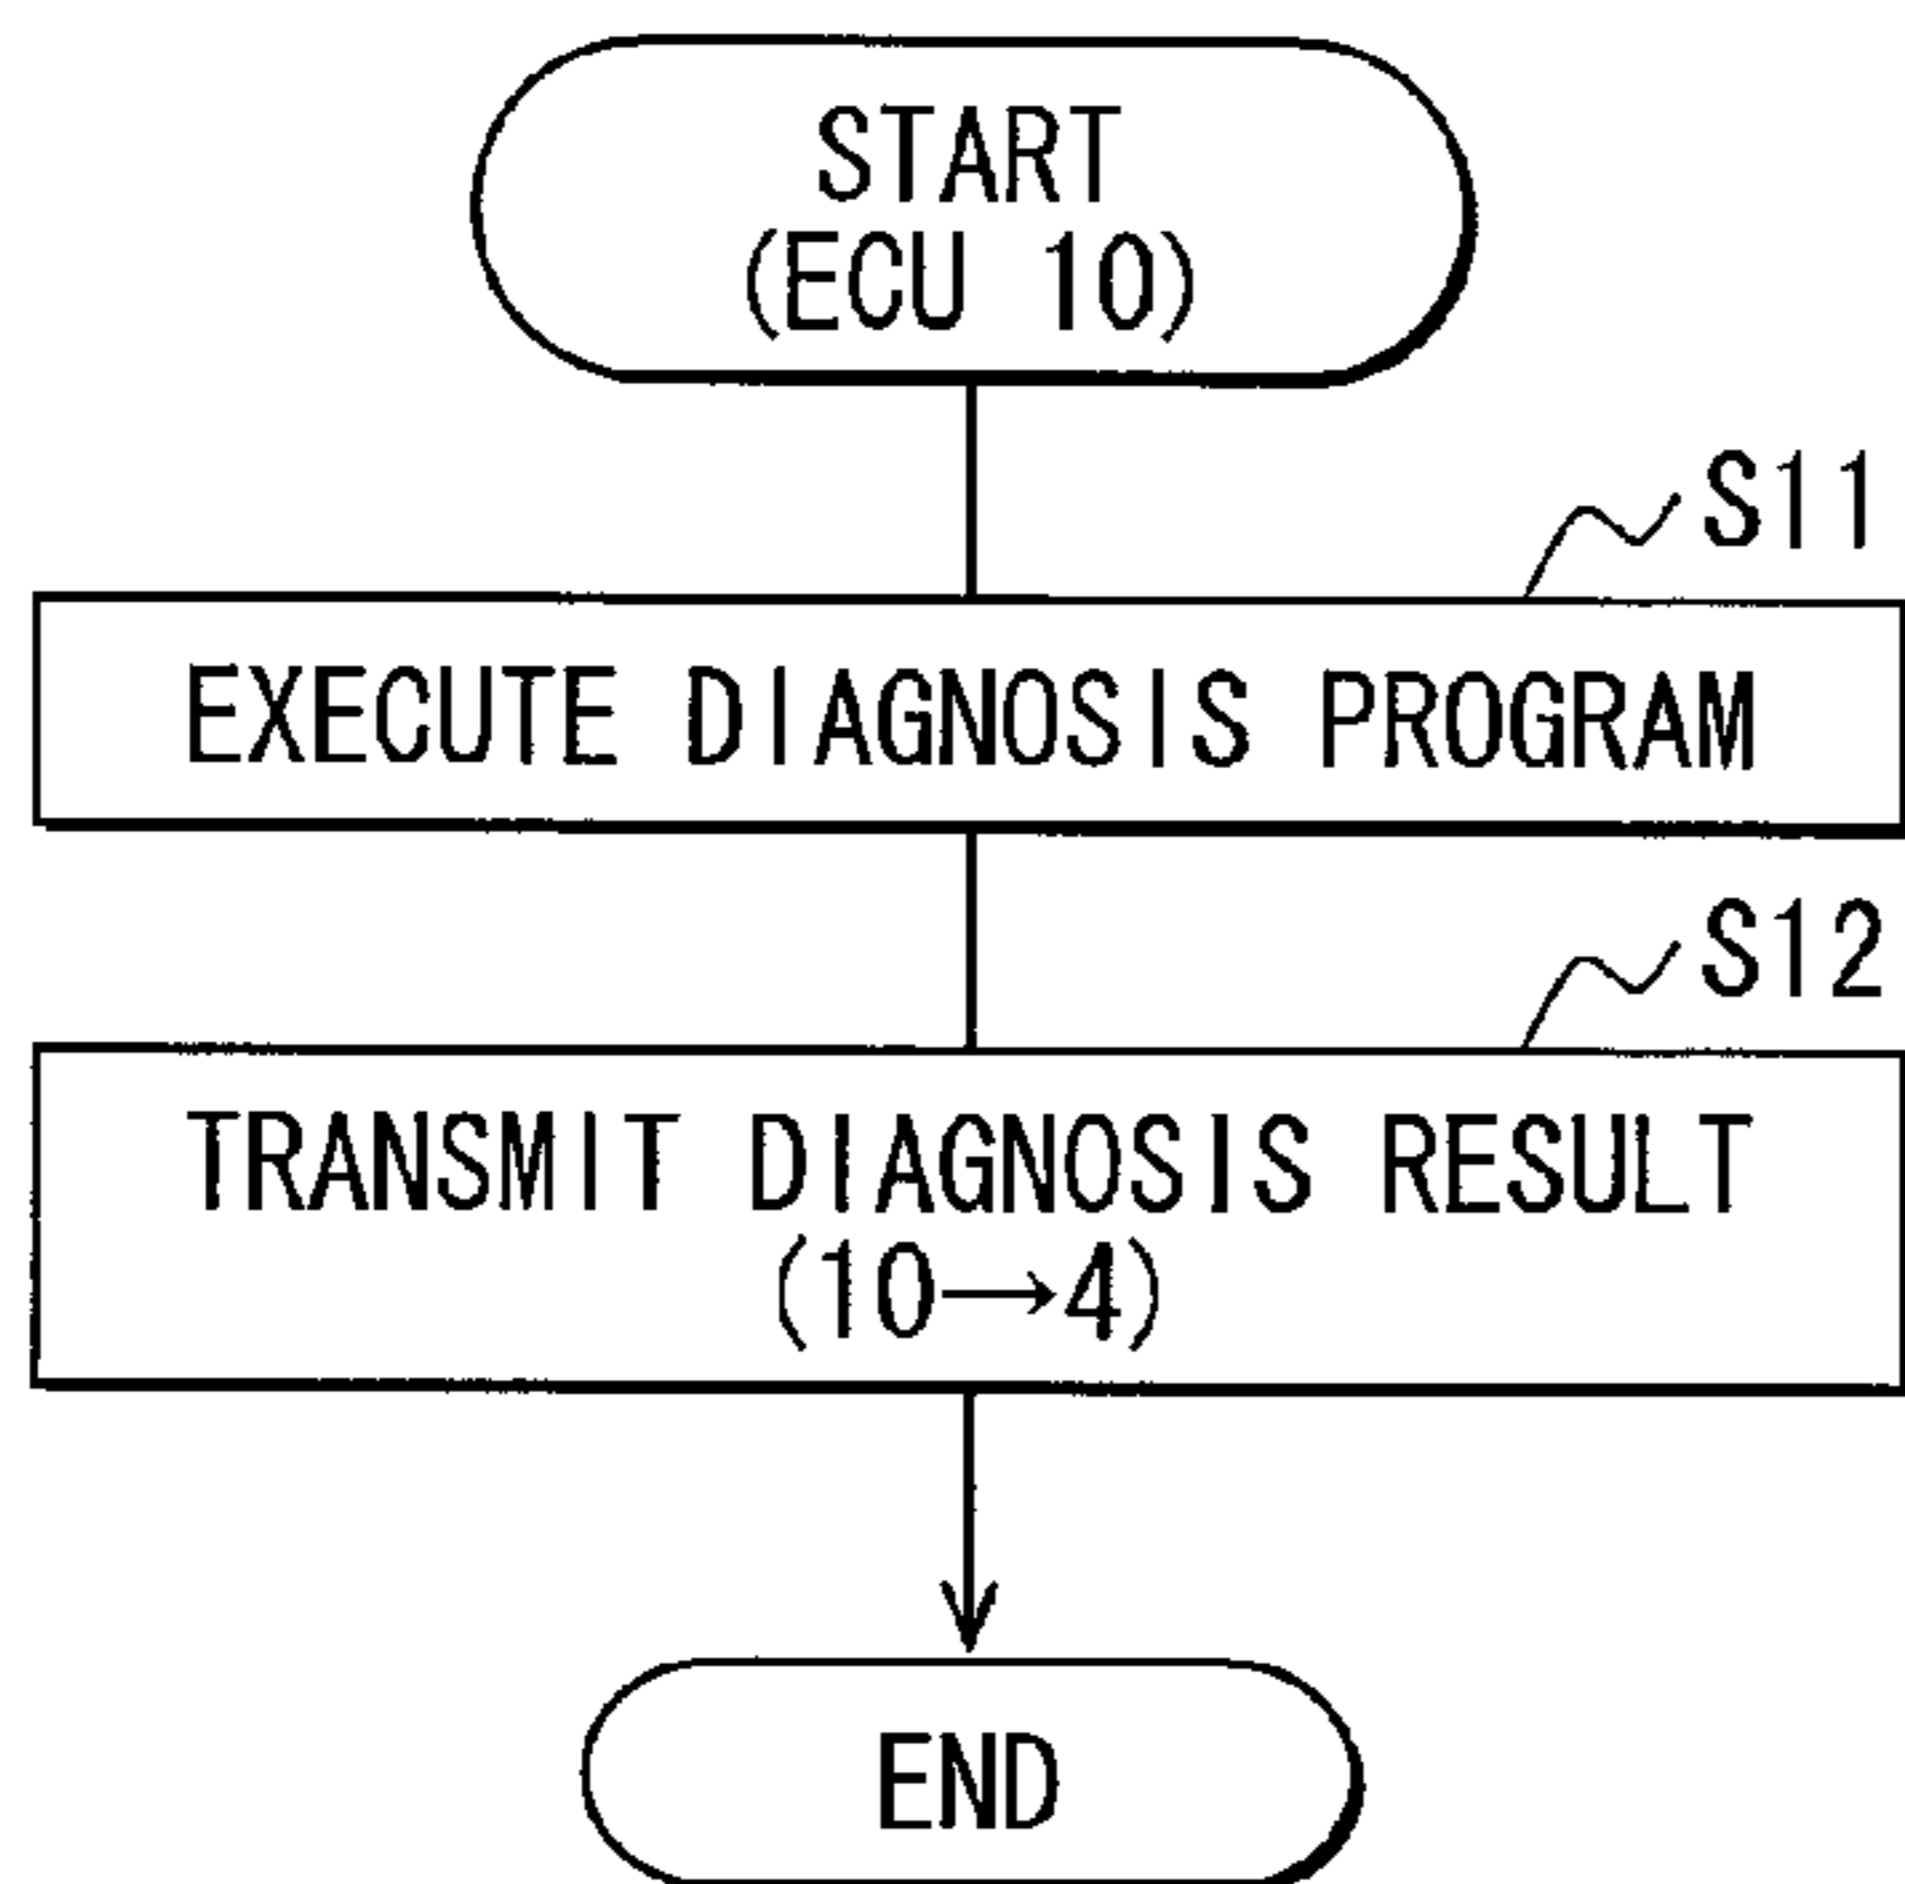 START
(ECU 10)
S11
EXECUTE DIAGNOSIS PROGRAM
S12
TRANSMIT DIAGNOSIS RESULT
(10→4)
END